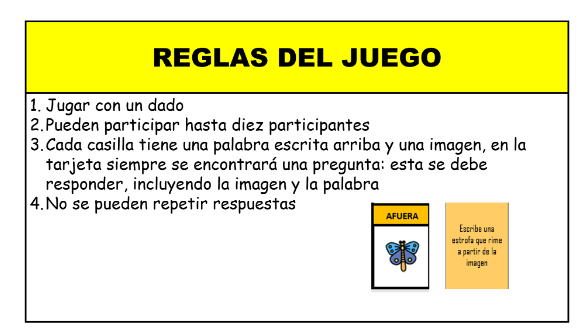 REGLAS DEL JUEGO
1. Jugar con un dado
2.Pueden participar hasta diez participantes
3.Cada casilla tiene una palabra escrita arriba y una imagen, en la
tarjeta siempre se encontrará una pregunta: esta se debe
responder, incluyendo la imagen y la palabra
4.No se pueden repetir respuestas
AFUERA
Escribe una
estrofa que rime
a partir de la
imagen